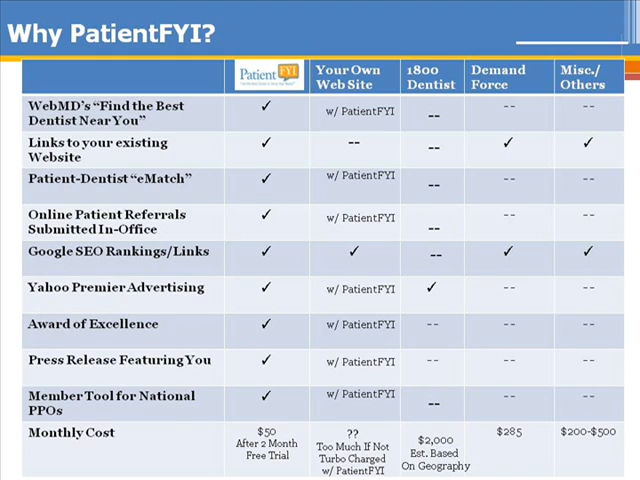 Why PatientFYI?
Patient FYI
Your Own
Web Site
1800
Dentist
Demand
Force
Misc./
Others
WebMD's “Find the Best
Dentist Near You”
✓
w/ PatientFYI
--
--
--
Links to your existing
Website
✓
--
--
✓
✓
Patient-Dentist “eMatch”
✓
w/ PatientFYI
--
--
--
Online Patient Referrals
Submitted In-Office
✓
w/ PatientFYI
--
--
--
Google SEO Rankings/Links
✓
✓
--
✓
✓
Yahoo Premier Advertising
✓
w/ PatientFYI
✓
--
--
Award of Excellence
✓
w/ PatientFYI
--
--
--
Press Release Featuring You
✓
w/ PatientFYI
--
--
--
Member Tool for National
PPOs
✓
w/ PatientFYI
--
--
--
Monthly Cost
$50
After 2 Month
Free Trial
??
Too Much If Not
Turbo Charged
w/ PatientFYI
$2,000
Est. Based
On Geography
$285
$200-$500